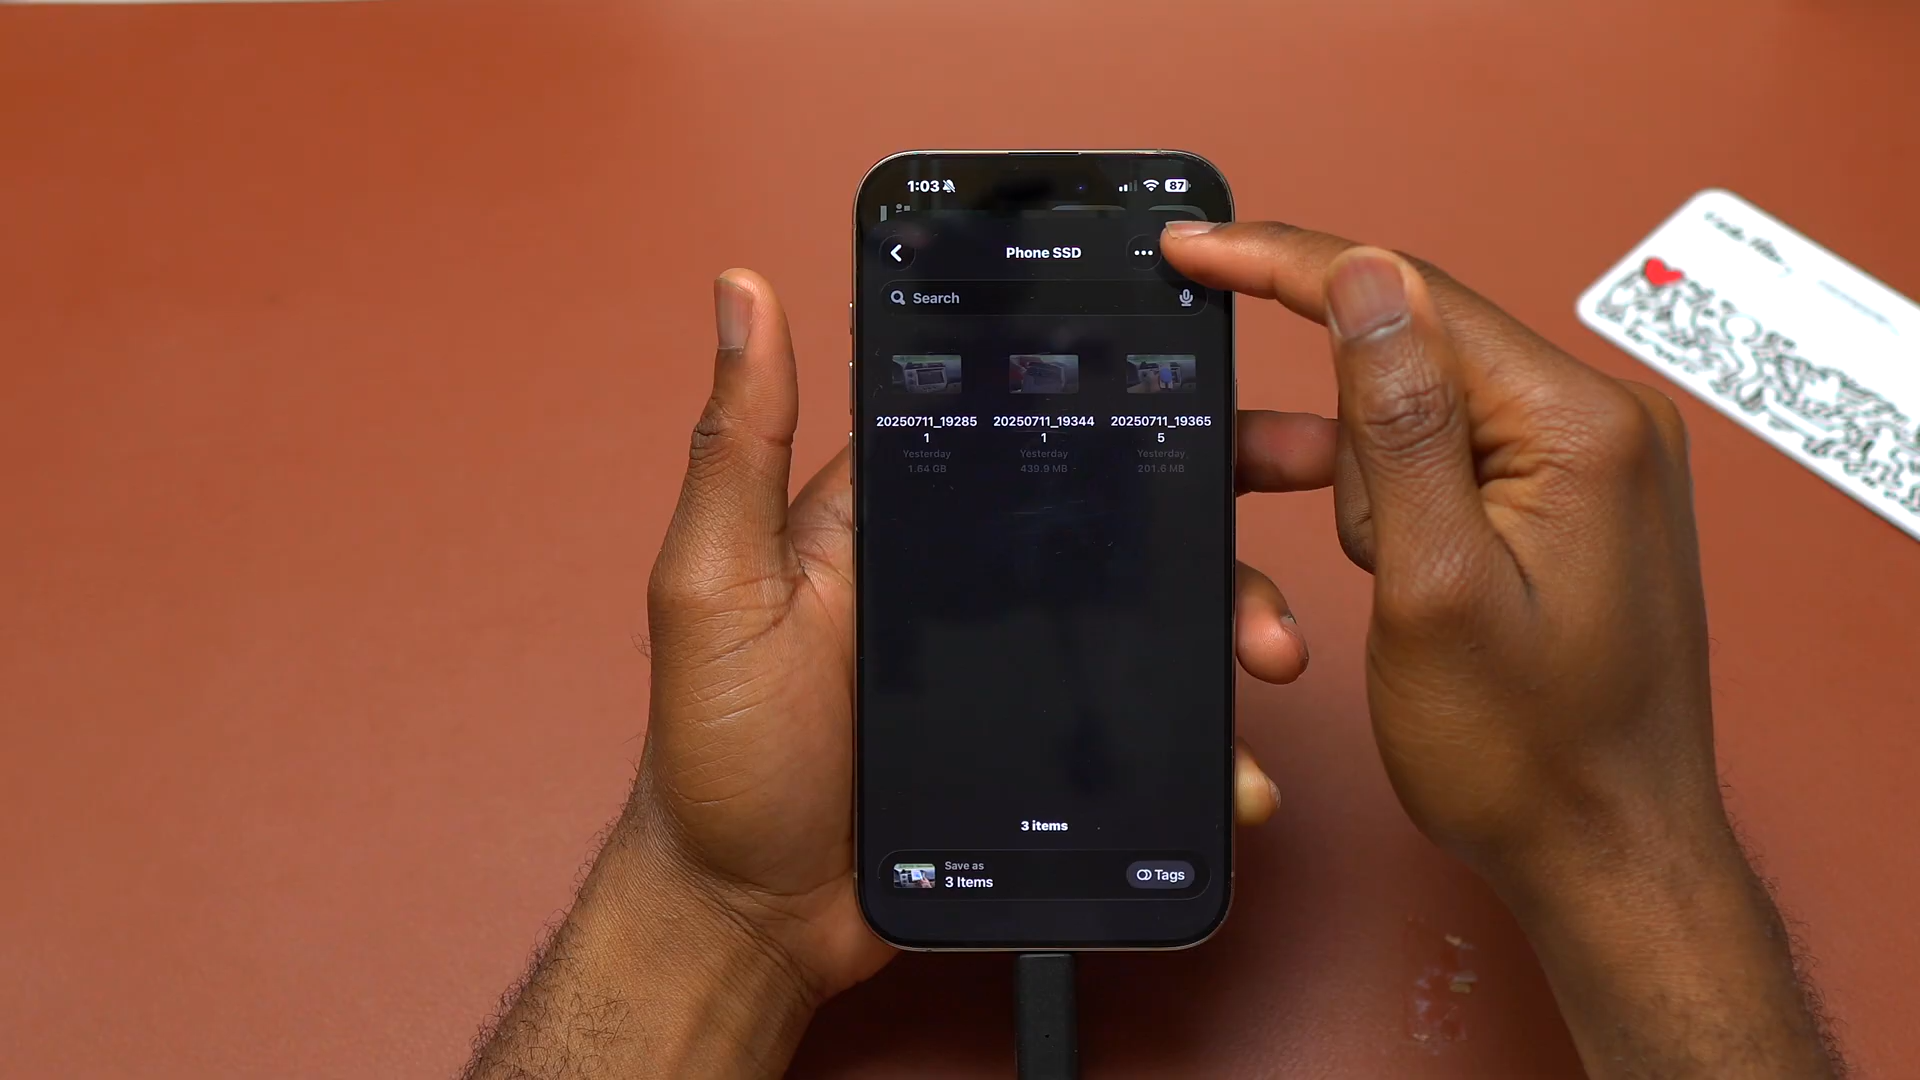 1:03 87
Phone SSD
Search
20250711_19285
1
Yesterday
1.64 GB
20250711_19344
1
Yesterday
439.9 MB
20250711_19365
5
Yesterday
201.6 MB
3 items
Save as
3 Items
Tags